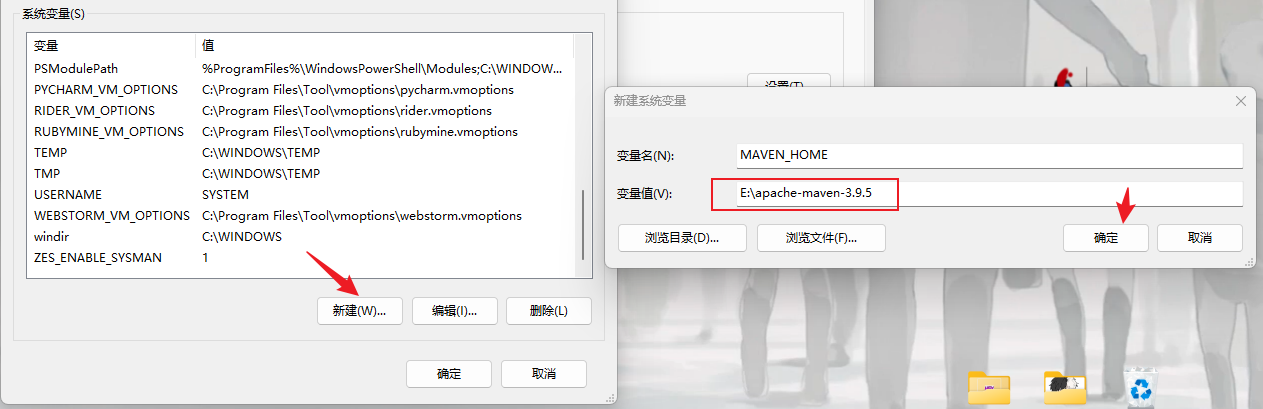 系统变量(S)
变量 值
PSModulePath %ProgramFiles%\WindowsPowerShell\Modules;C:\WINDOW...
PYCHARM_VM_OPTIONS C:\Program Files\Tool\vmoptions\pycharm.vmoptions
RIDER_VM_OPTIONS C:\Program Files\Tool\vmoptions\rider.vmoptions
RUBYMINE_VM_OPTIONS C:\Program Files\Tool\vmoptions\rubymine.vmoptions
TEMP C:\WINDOWS\TEMP
TMP C:\WINDOWS\TEMP
USERNAME SYSTEM
WEBSTORM_VM_OPTIONS C:\Program Files\Tool\vmoptions\webstorm.vmoptions
windir C:\WINDOWS
ZES_ENABLE_SYSMAN 1
新建(W)... 编辑(I)... 删除(L)
确定 取消
设置(T)
新建系统变量
变量名(N): MAVEN_HOME
变量值(V): E:\apache-maven-3.9.5
浏览目录(D)... 浏览文件(F)... 确定 取消